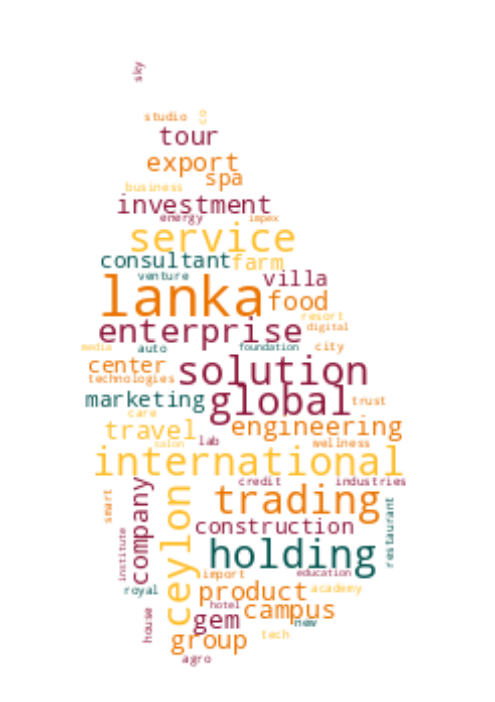 sky
studio
co
tour
export
spa
business
investment
energy
impex
service
consultant
farm
venture
villa
lanka
food
resort
enterprise
digital
media
auto
foundation
city
center
solution
technologies
marketing
global
trust
care
travel
engineering
salon
lab
wellness
international
credit
industries
company
smart
ceylon
trading
restaurant
construction
institute
holding
import
education
royal
product
academy
hotel
campus
house
gem
new
group
tech
agro